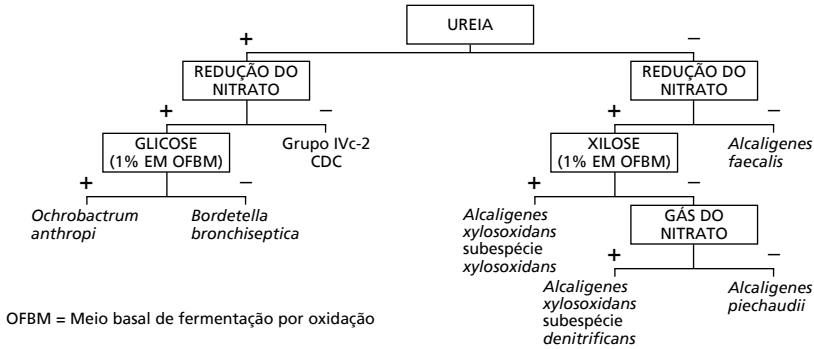 UREIA
+
–
REDUÇÃO DO
NITRATO
REDUÇÃO DO
NITRATO
+
–
+
–
GLICOSE
(1% EM OFBM)
Grupo IVc-2
CDC
XILOSE
(1% EM OFBM)
Alcaligenes
faecalis
+
–
+
–
Ochrobactrum
anthropi
Bordetella
bronchiseptica
Alcaligenes
xylosoxidans
subespécie
xylosoxidans
GÁS DO
NITRATO
+
–
Alcaligenes
xylosoxidans
subespécie
denitrificans
Alcaligenes
piechaudii
OFBM = Meio basal de fermentação por oxidação